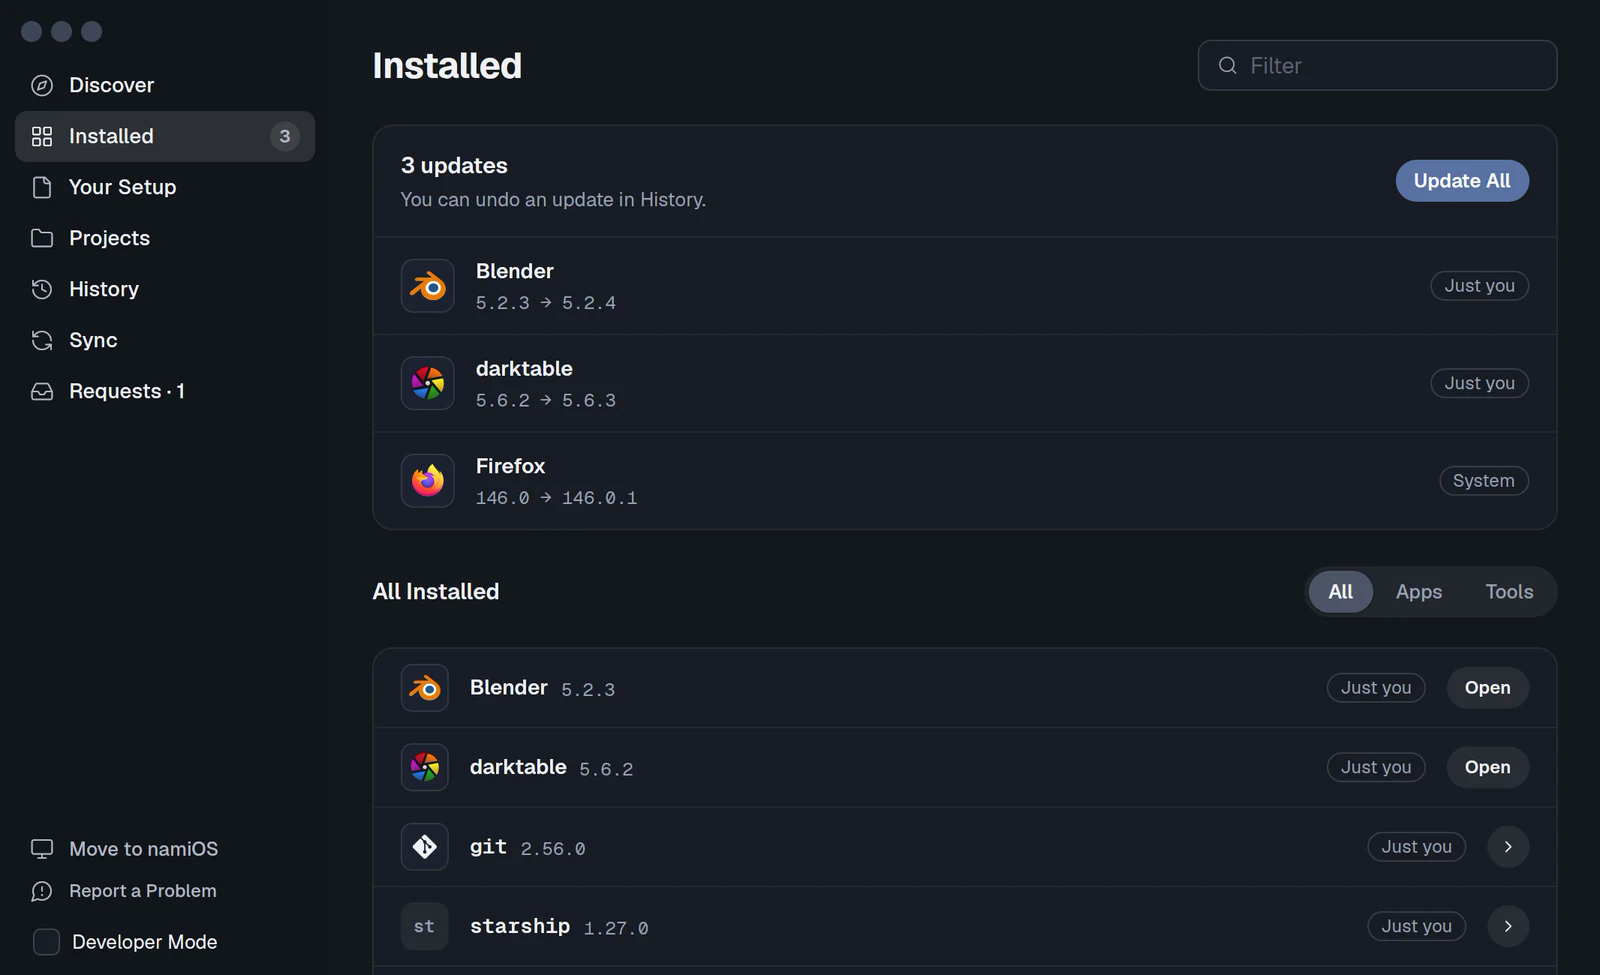 Discover
Installed 3
Your Setup
Projects
History
Sync
Requests · 1
Move to namiOS
Report a Problem
Developer Mode
Installed
Filter
3 updates
You can undo an update in History.
Update All
Blender
5.2.3 → 5.2.4
Just you
darktable
5.6.2 → 5.6.3
Just you
Firefox
146.0 → 146.0.1
System
All Installed
All Apps Tools
Blender 5.2.3 Just you Open
darktable 5.6.2 Just you Open
git 2.56.0 Just you
st starship 1.27.0 Just you